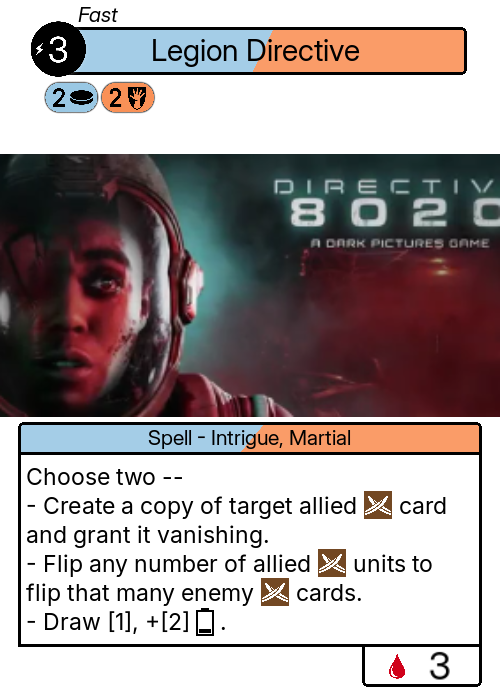 Fast
3
Legion Directive
2 2
DIRECTIV
8020
A DARK PICTURES GAME
Spell - Intrigue, Martial
Choose two --
- Create a copy of target allied card
and grant it vanishing.
- Flip any number of allied units to
flip that many enemy cards.
- Draw [1], +[2] .
3